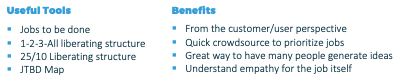 Useful Tools
▪ Jobs to be done
▪ 1-2-3-All liberating structure
▪ 25/10 Liberating structure
▪ JTBD Map
Benefits
▪ From the customer/user perspective
▪ Quick crowdsource to prioritize jobs
▪ Great way to have many people generate ideas
▪ Understand empathy for the job itself